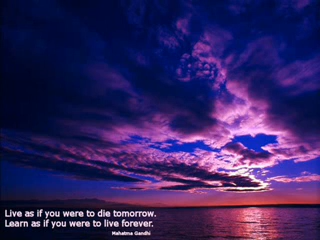 Live as if you were to die tomorrow.
Learn as if you were to live forever.
Mahatma Gandhi